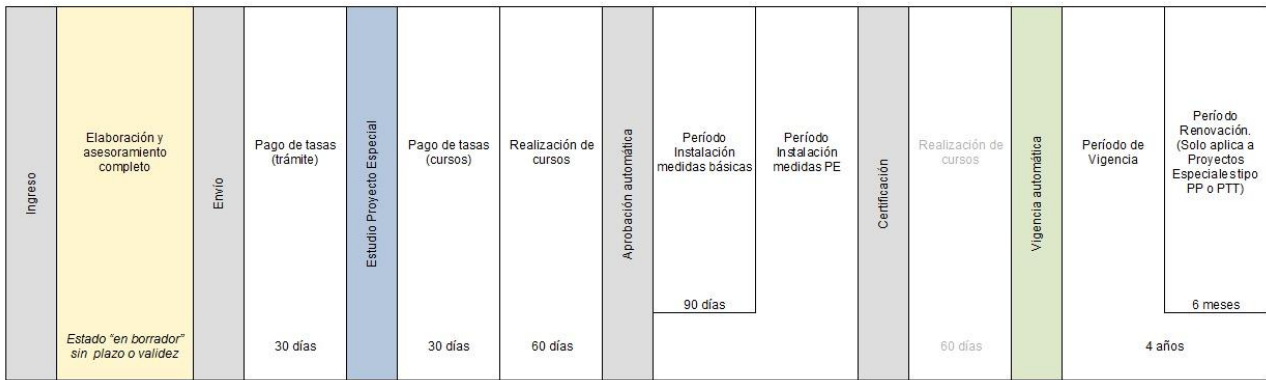 Ingreso
Elaboración y
asesoramiento
completo
Estado "en borrador"
sin plazo o validez
Envío
Pago de tasas
(trámite)
30 días
Estudio Proyecto Especial
Pago de tasas
(cursos)
30 días
Realización de
cursos
60 días
Aprobación automática
Período
Instalación
medidas básicas
90 días
Período
Instalación
medidas PE
Certificación
Realización de
cursos
60 días
Vigencia automática
Período de
Vigencia
Período
Renovación.
(Solo aplica a
Proyectos
Especiales tipo
PP o PTT)
6 meses
4 años